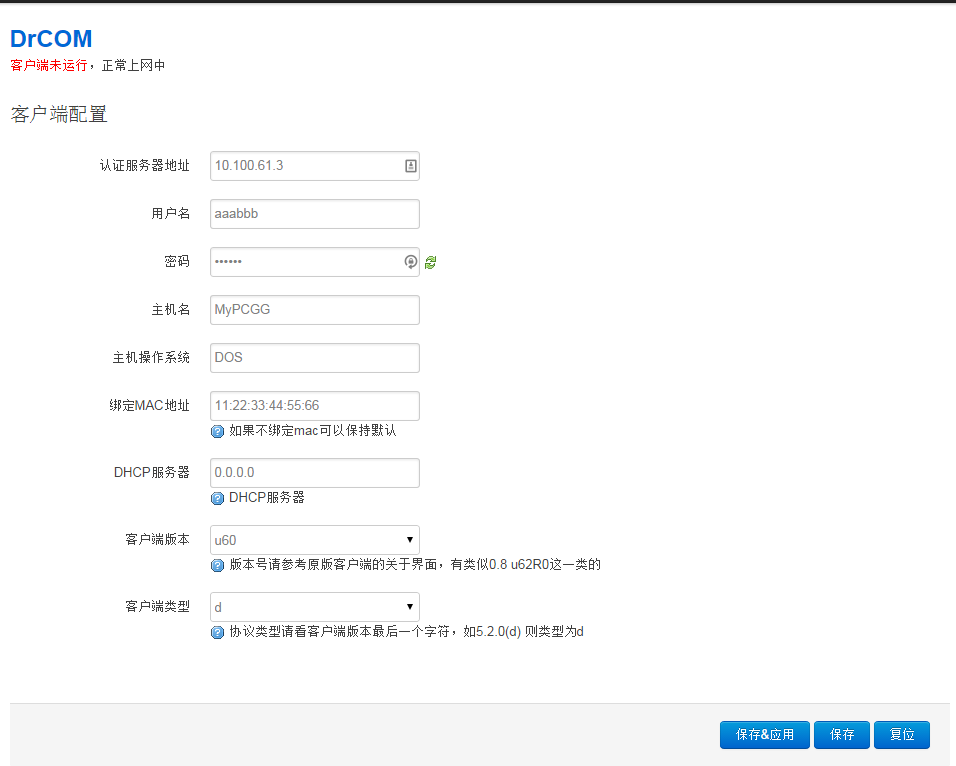 DrCOM
客户端未运行，正常上网中
客户端配置
认证服务器地址 10.100.61.3
用户名 aaabbb
密码 ••••••
主机名 MyPCGG
主机操作系统 DOS
绑定MAC地址 11:22:33:44:55:66
如果不绑定mac可以保持默认
DHCP服务器 0.0.0.0
DHCP服务器
客户端版本 u60
版本号请参考原版客户端的关于界面，有类似0.8 u62R0这一类的
客户端类型 d
协议类型请看客户端版本最后一个字符，如5.2.0(d) 则类型为d
保存&应用 保存 复位